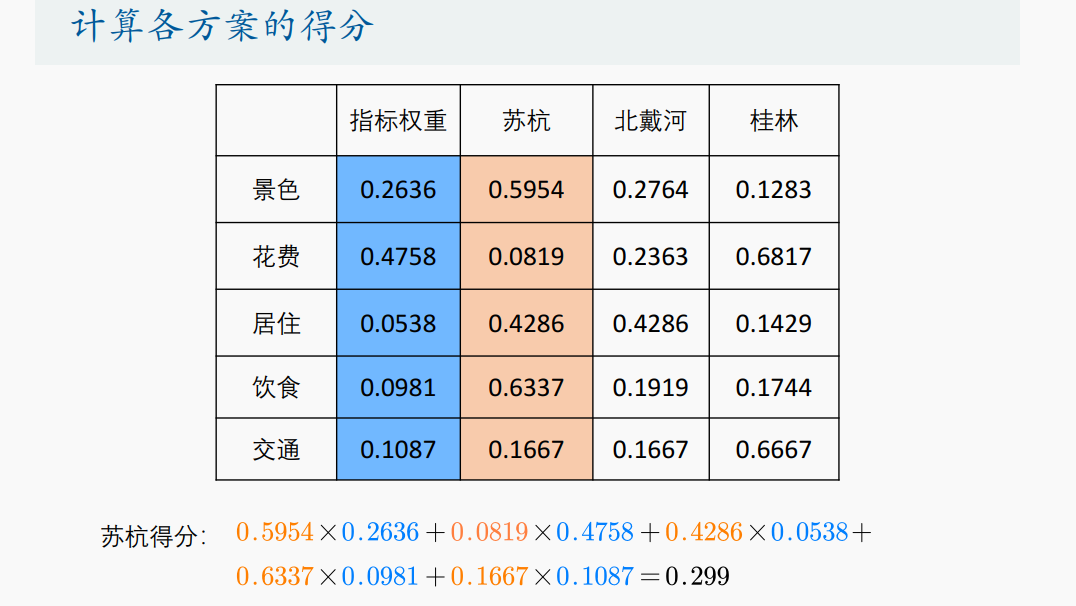 计算各方案的得分
指标权重 苏杭 北戴河 桂林
景色 0.2636 0.5954 0.2764 0.1283
花费 0.4758 0.0819 0.2363 0.6817
居住 0.0538 0.4286 0.4286 0.1429
饮食 0.0981 0.6337 0.1919 0.1744
交通 0.1087 0.1667 0.1667 0.6667
苏杭得分： 0.5954×0.2636+0.0819×0.4758+0.4286×0.0538+
0.6337×0.0981+0.1667×0.1087=0.299